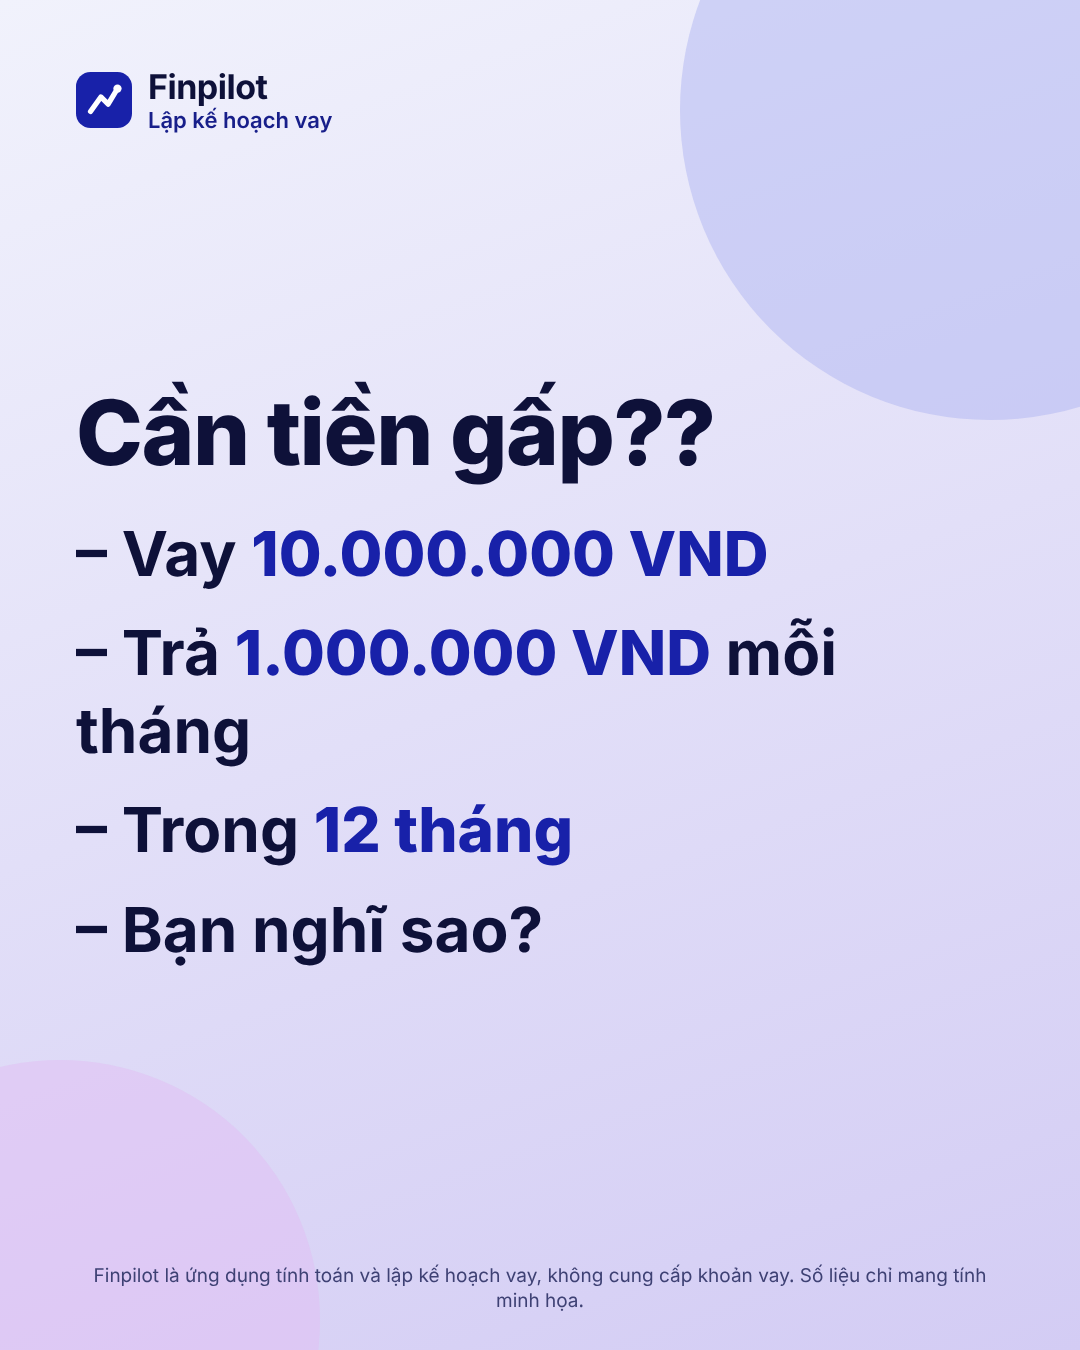 Finpilot
Lập kế hoạch vay
Cần tiền gấp??
– Vay 10.000.000 VND
– Trả 1.000.000 VND mỗi
tháng
– Trong 12 tháng
– Bạn nghĩ sao?
Finpilot là ứng dụng tính toán và lập kế hoạch vay, không cung cấp khoản vay. Số liệu chỉ mang tính
minh họa.